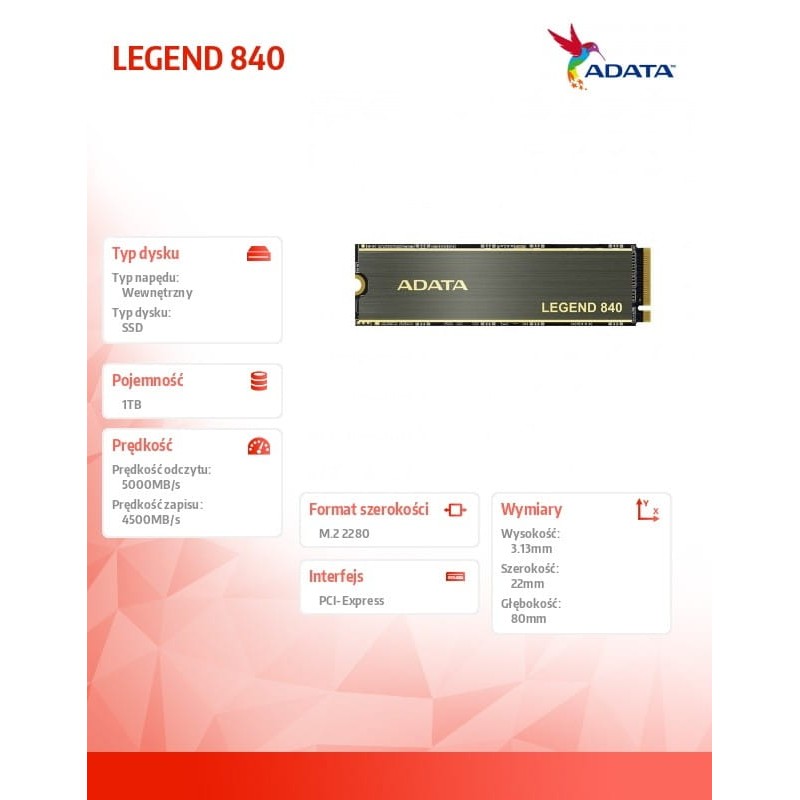 LEGEND 840
ADATA
Typ dysku
Typ napędu:
Wewnętrzny
Typ dysku:
SSD
Pojemność
1TB
Prędkość
Prędkość odczytu:
5000MB/s
Prędkość zapisu:
4500MB/s
ADATA
LEGEND 840
Format szerokości
M.2 2280
Interfejs
PCI-Express
Wymiary
Y
X
Wysokość:
3.13mm
Szerokość:
22mm
Głębokość:
80mm